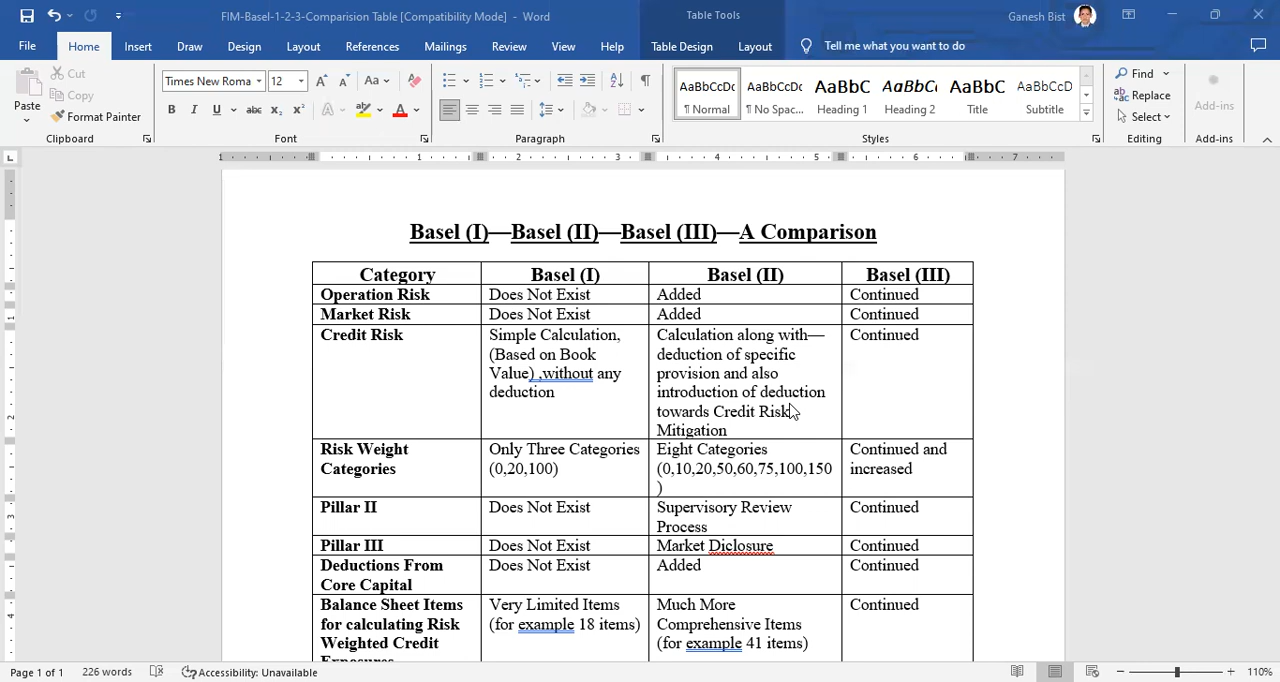 FIM-Basel-1-2-3-Comparision Table [Compatibility Mode] - Word
Table Tools
Ganesh Bist
File Home Insert Draw Design Layout References Mailings Review View Help Table Design Layout Tell me what you want to do
Paste
Cut
Copy
Format Painter
Clipboard
Times New Roma 12
Font
Paragraph
AaBbCcDc ¶ Normal
AaBbCcDc ¶ No Spac...
AaBbC Heading 1
AaBbCc Heading 2
AaBbC Title
AaBbCcD Subtitle
Styles
Find
Replace
Select
Editing
Add-ins
Add-ins
Basel (I)—Basel (II)—Basel (III)—A Comparison
Category Basel (I) Basel (II) Basel (III)
Operation Risk Does Not Exist Added Continued
Market Risk Does Not Exist Added Continued
Credit Risk Simple Calculation, Calculation along with— Continued
(Based on Book deduction of specific
Value) ,without any provision and also
deduction introduction of deduction
towards Credit Risk
Mitigation
Risk Weight Only Three Categories Eight Categories Continued and
Categories (0,20,100) (0,10,20,50,60,75,100,150 increased
)
Pillar II Does Not Exist Supervisory Review Continued
Process
Pillar III Does Not Exist Market Diclosure Continued
Deductions From Does Not Exist Added Continued
Core Capital
Balance Sheet Items Very Limited Items Much More Continued
for calculating Risk (for example 18 items) Comprehensive Items
Weighted Credit (for example 41 items)
Exposures
Page 1 of 1 226 words Accessibility: Unavailable 110%